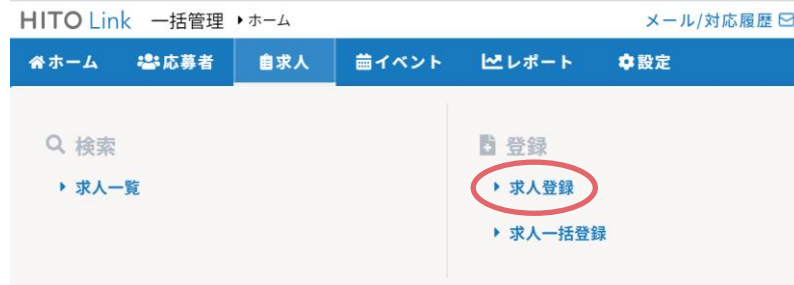 HITO Link 一括管理 ホーム メール/対応履歴
ホーム 応募者 求人 イベント レポート 設定
検索 登録
求人一覧 求人登録
求人一括登録